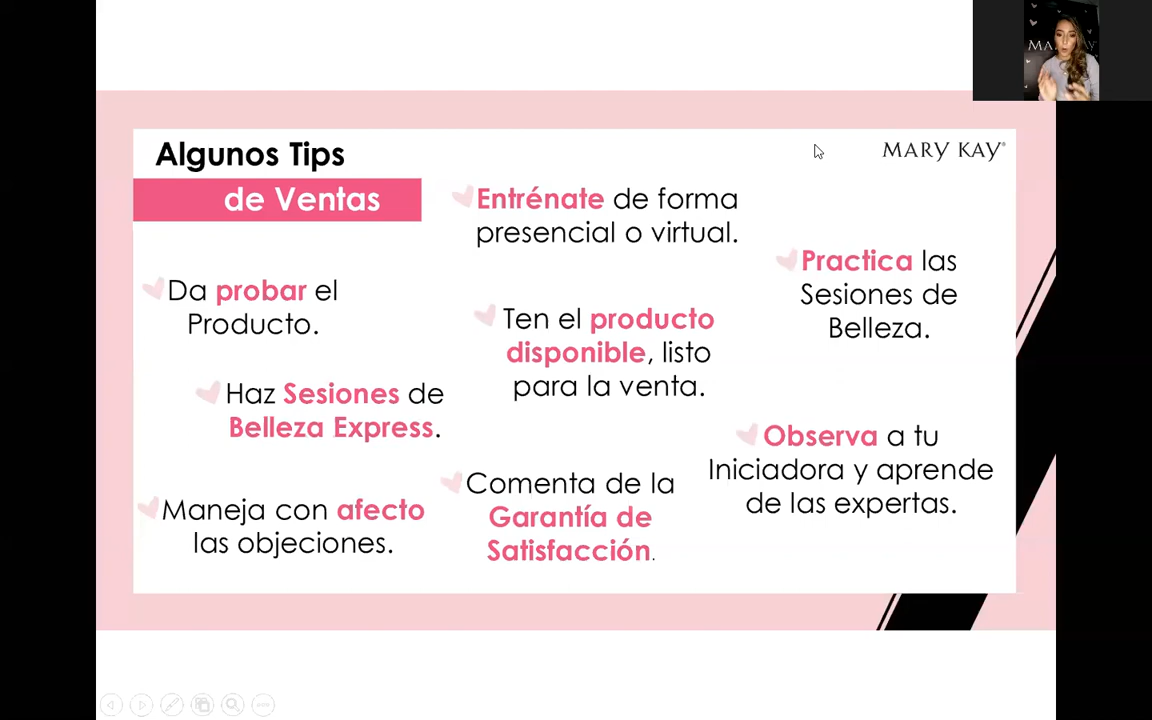 Algunos Tips
de Ventas
MARY KAY
Entrénate de forma
presencial o virtual.
Practica las
Sesiones de
Belleza.
Da probar el
Producto.
Ten el producto
disponible, listo
para la venta.
Haz Sesiones de
Belleza Express.
Observa a tu
Iniciadora y aprende
de las expertas.
Maneja con afecto
las objeciones.
Comenta de la
Garantía de
Satisfacción.